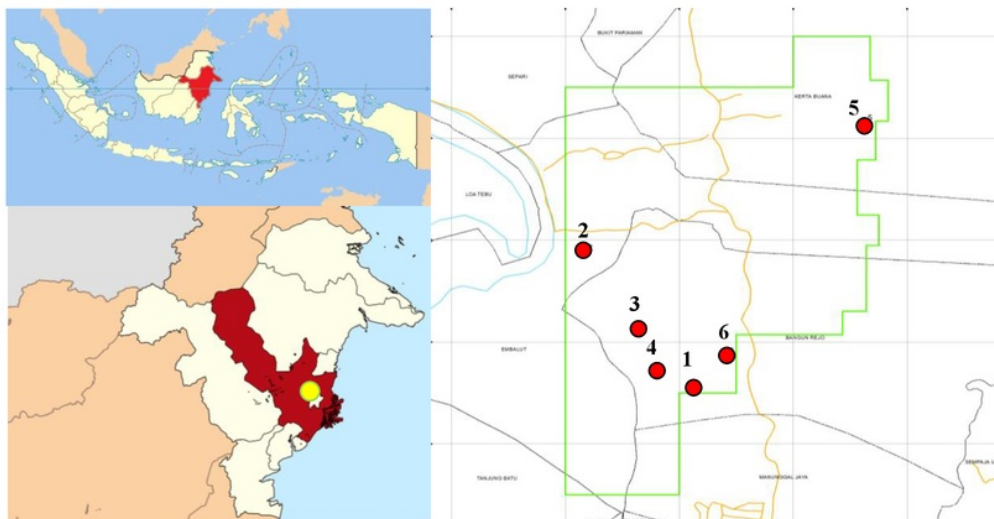 BUKIT PARIAMAN
SEPARI
KERTA BUANA
5
LOA TEBU
2
3
6
BANGUN REJO
EMBALUT
4
1
SEMPAJA U
TANJUNG BATU
MANUNGGAL JAYA